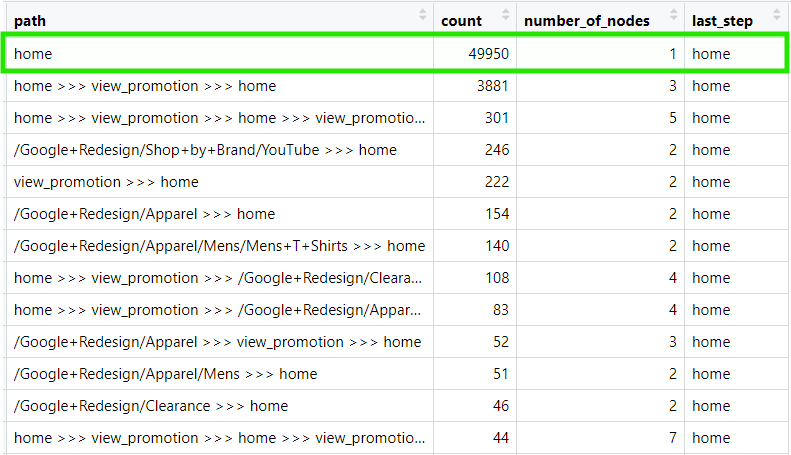 path count number_of_nodes last_step
home 49950 1 home
home >>> view_promotion >>> home 3881 3 home
home >>> view_promotion >>> home >>> view_promotio... 301 5 home
/Google+Redesign/Shop+by+Brand/YouTube >>> home 246 2 home
view_promotion >>> home 222 2 home
/Google+Redesign/Apparel >>> home 154 2 home
/Google+Redesign/Apparel/Mens/Mens+T+Shirts >>> home 140 2 home
home >>> view_promotion >>> /Google+Redesign/Cleara... 108 4 home
home >>> view_promotion >>> /Google+Redesign/Appar... 83 4 home
/Google+Redesign/Apparel >>> view_promotion >>> home 52 3 home
/Google+Redesign/Apparel/Mens >>> home 51 2 home
/Google+Redesign/Clearance >>> home 46 2 home
home >>> view_promotion >>> home >>> view_promotio... 44 7 home